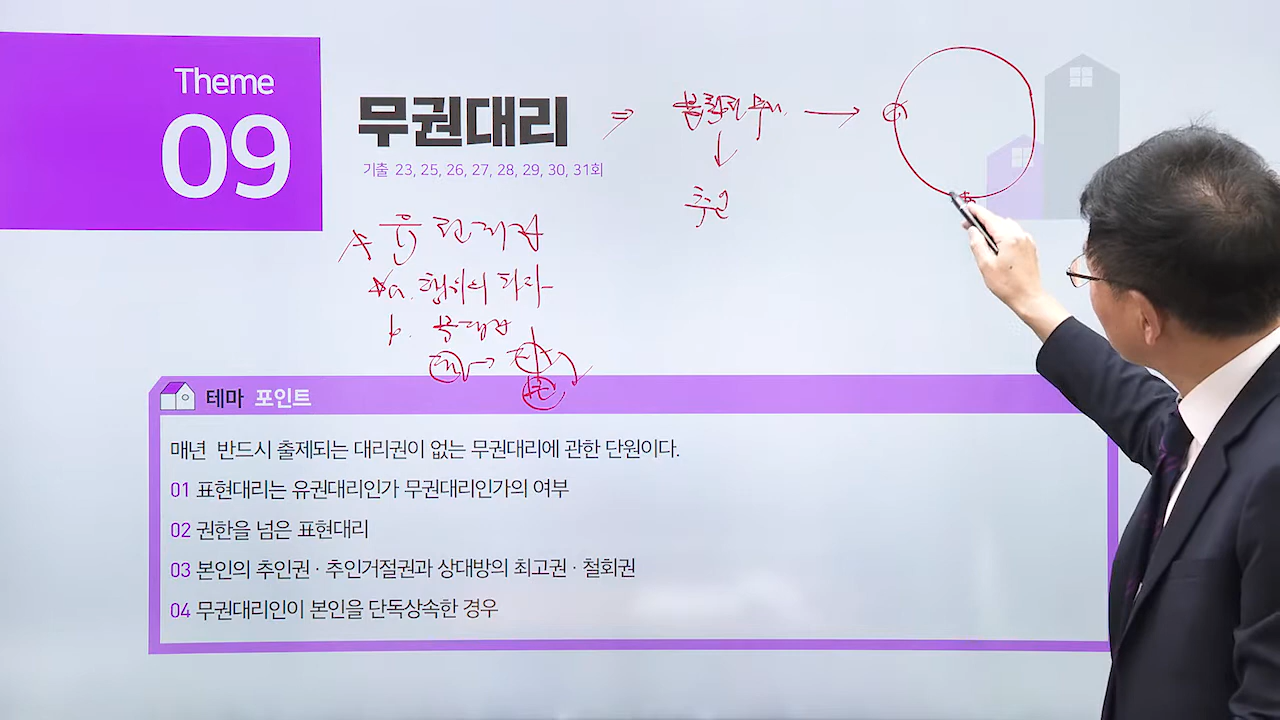 Theme
09
무권대리
기출 23, 25, 26, 27, 28, 29, 30, 31회
추인
a.
b.
테마 포인트
매년 반드시 출제되는 대리권이 없는 무권대리에 관한 단원이다.
01 표현대리는 유권대리인가 무권대리인가의 여부
02 권한을 넘은 표현대리
03 본인의 추인권 · 추인거절권과 상대방의 최고권 · 철회권
04 무권대리인이 본인을 단독상속한 경우